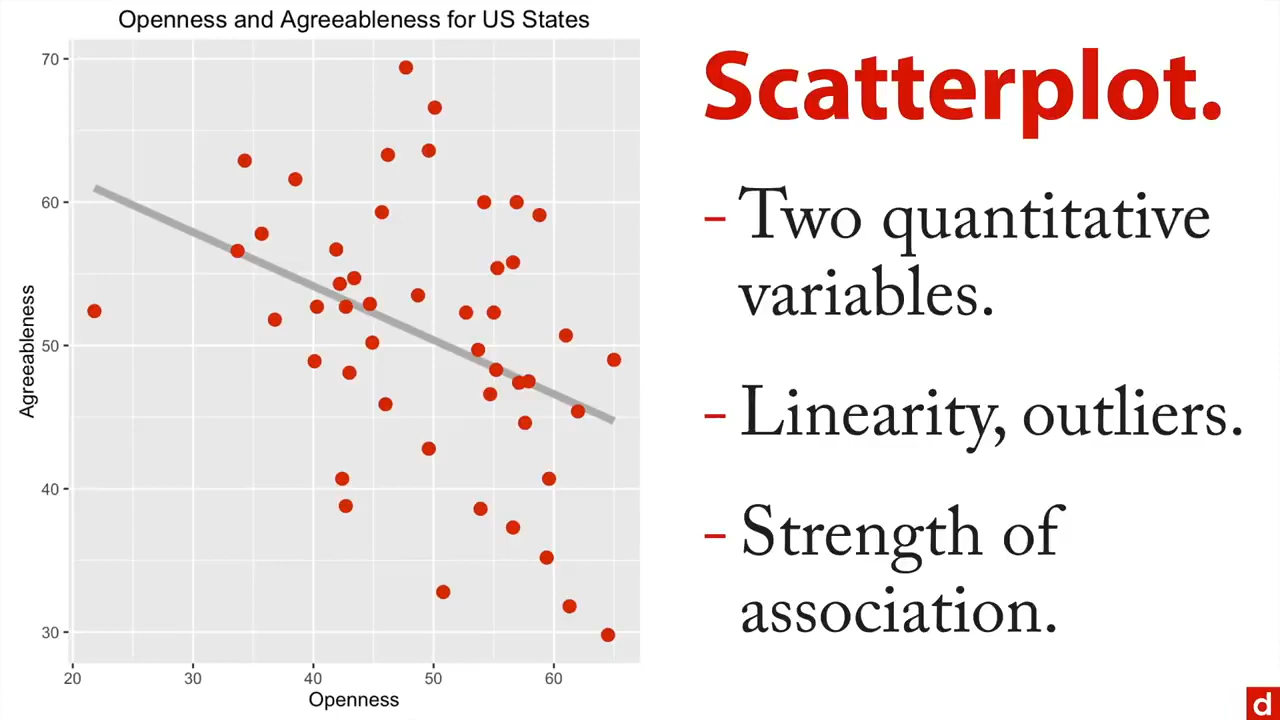 Openness and Agreeableness for US States
70
60
50
40
30
Agreeableness
20
30
40
50
60
Openness
Scatterplot.
- Two quantitative
variables.
- Linearity, outliers.
- Strength of
association.
d